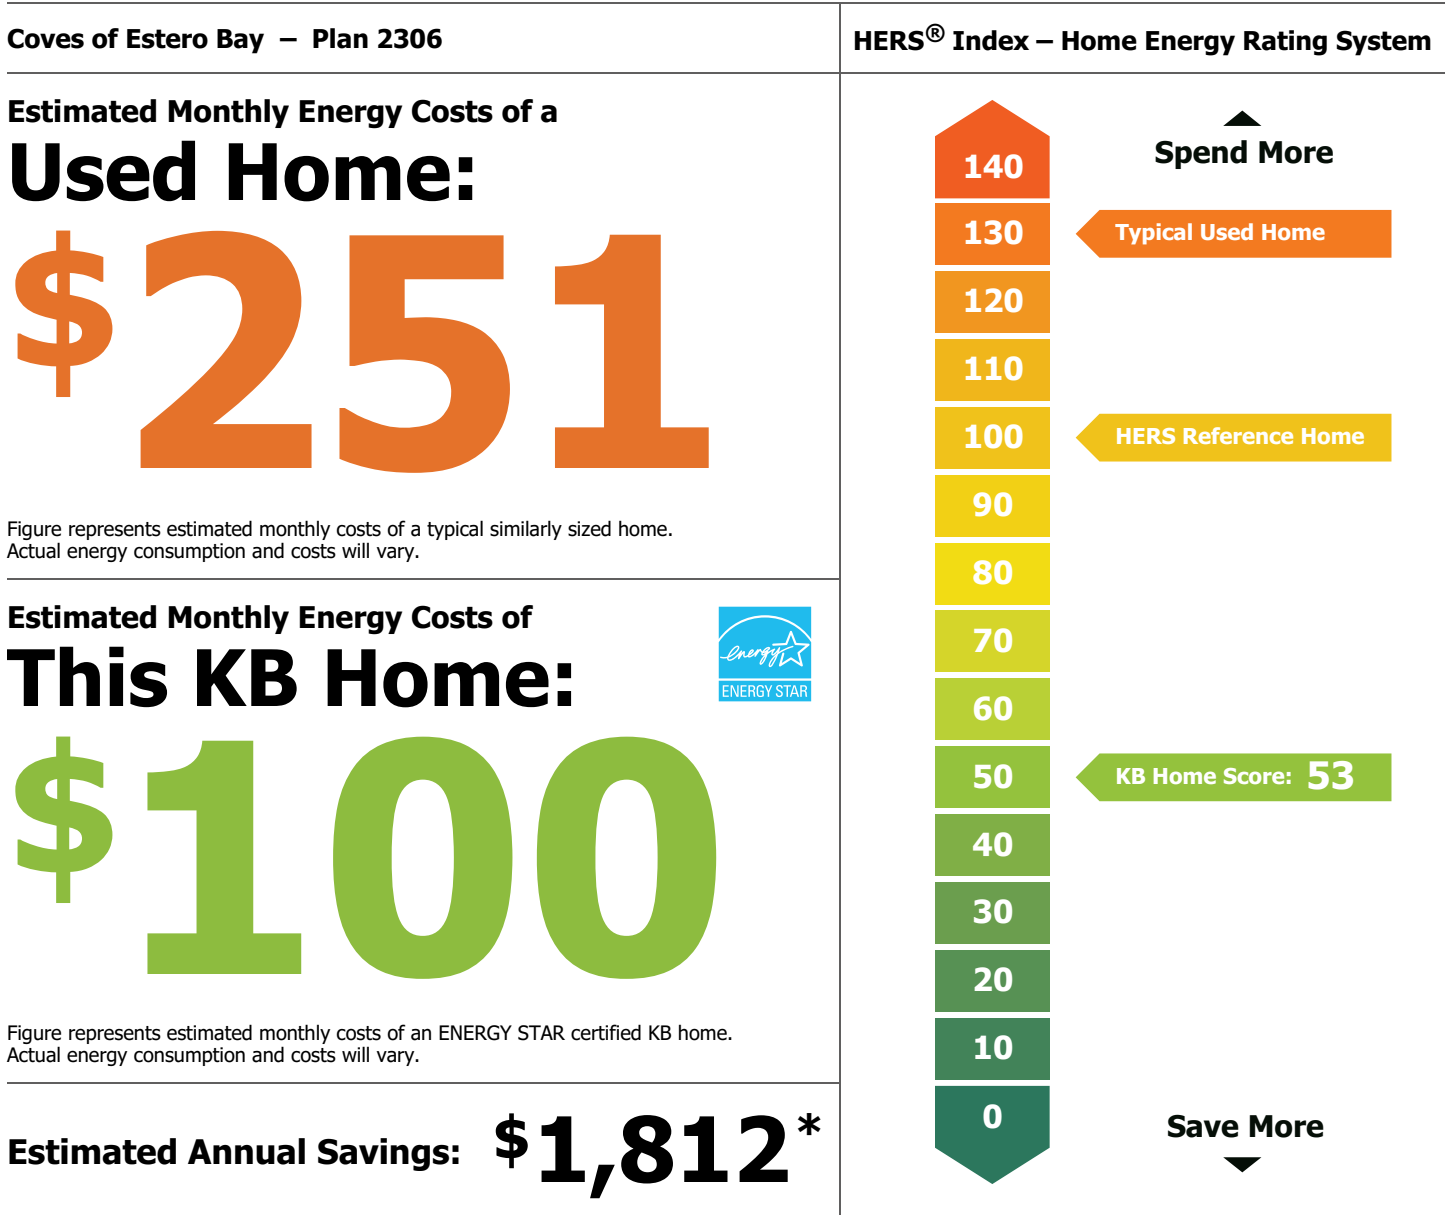 Coves of Estero Bay – Plan 2306
Estimated Monthly Energy Costs of a
Used Home:
$251
Figure represents estimated monthly costs of a typical similarly sized home.
Actual energy consumption and costs will vary.
Estimated Monthly Energy Costs of
This KB Home:
energy
ENERGY STAR
$100
Figure represents estimated monthly costs of an ENERGY STAR certified KB home.
Actual energy consumption and costs will vary.
Estimated Annual Savings: $1,812*
HERS® Index – Home Energy Rating System
Spend More
140
130 Typical Used Home
120
110
100 HERS Reference Home
90
80
70
60
50 KB Home Score: 53
40
30
20
10
0
Save More